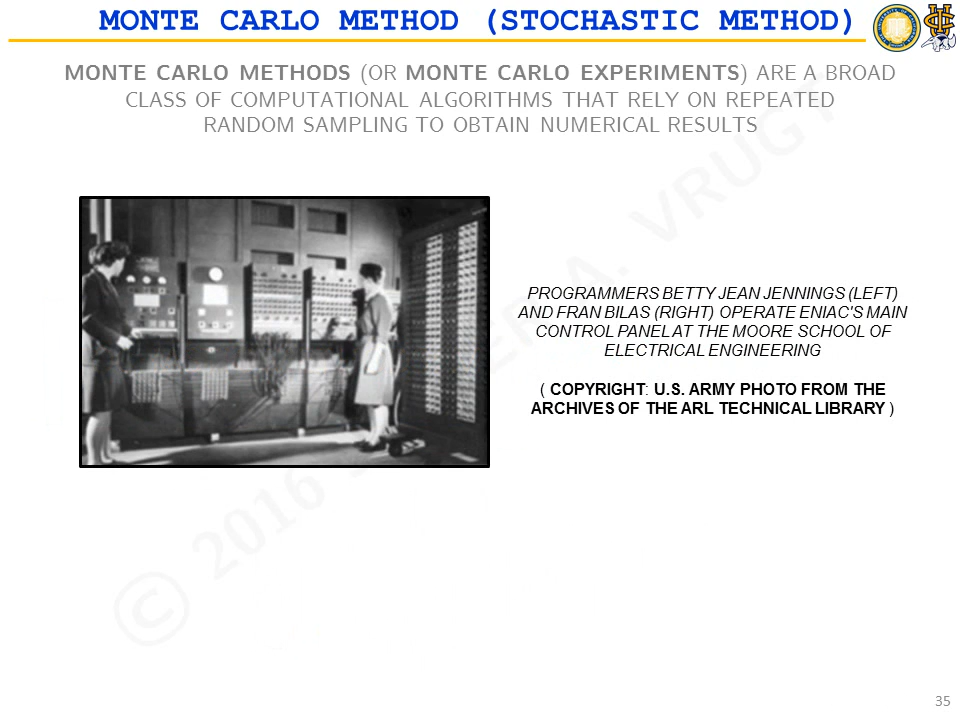 MONTE CARLO METHOD (STOCHASTIC METHOD)
MONTE CARLO METHODS (OR MONTE CARLO EXPERIMENTS) ARE A BROAD
CLASS OF COMPUTATIONAL ALGORITHMS THAT RELY ON REPEATED
RANDOM SAMPLING TO OBTAIN NUMERICAL RESULTS
PROGRAMMERS BETTY JEAN JENNINGS (LEFT)
AND FRAN BILAS (RIGHT) OPERATE ENIAC'S MAIN
CONTROL PANEL AT THE MOORE SCHOOL OF
ELECTRICAL ENGINEERING
( COPYRIGHT: U.S. ARMY PHOTO FROM THE
ARCHIVES OF THE ARL TECHNICAL LIBRARY )
© 2016 A. VRUGT
35